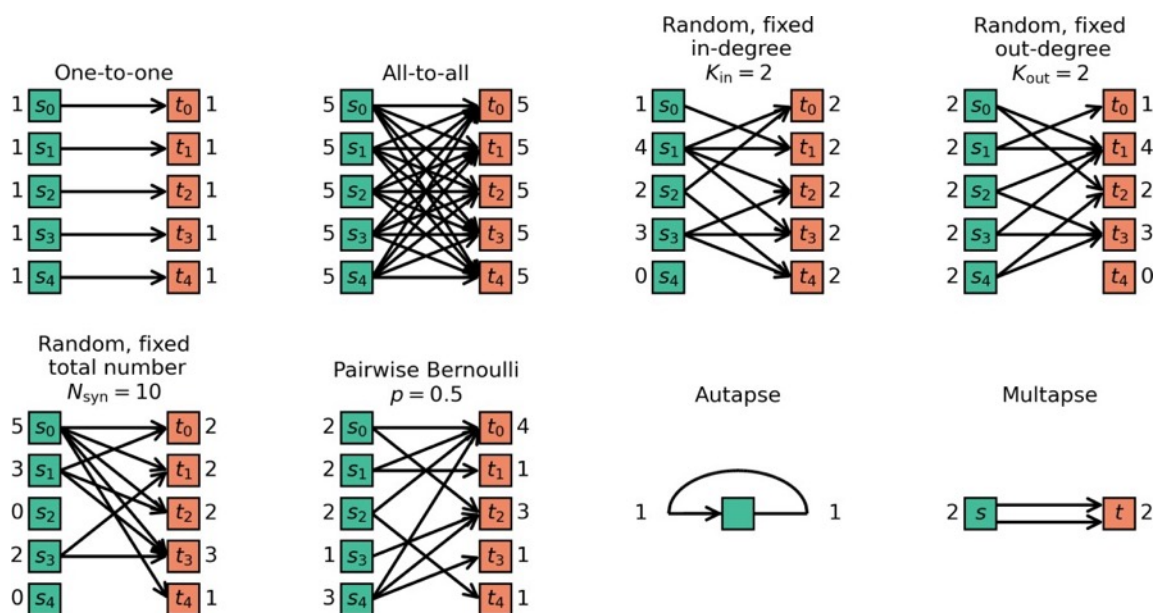 One-to-one
1 s0 t0 1
1 s1 t1 1
1 s2 t2 1
1 s3 t3 1
1 s4 t4 1
All-to-all
5 s0 t0 5
5 s1 t1 5
5 s2 t2 5
5 s3 t3 5
5 s4 t4 5
Random, fixed
in-degree
Kin = 2
1 s0 t0 2
4 s1 t1 2
2 s2 t2 2
3 s3 t3 2
0 s4 t4 2
Random, fixed
out-degree
Kout = 2
2 s0 t0 1
2 s1 t1 4
2 s2 t2 2
2 s3 t3 3
2 s4 t4 0
Random, fixed
total number
Nsyn = 10
5 s0 t0 2
3 s1 t1 2
0 s2 t2 2
2 s3 t3 3
0 s4 t4 1
Pairwise Bernoulli
p = 0.5
2 s0 t0 4
2 s1 t1 1
2 s2 t2 3
1 s3 t3 1
3 s4 t4 1
Autapse
1 1
Multapse
2 s t 2